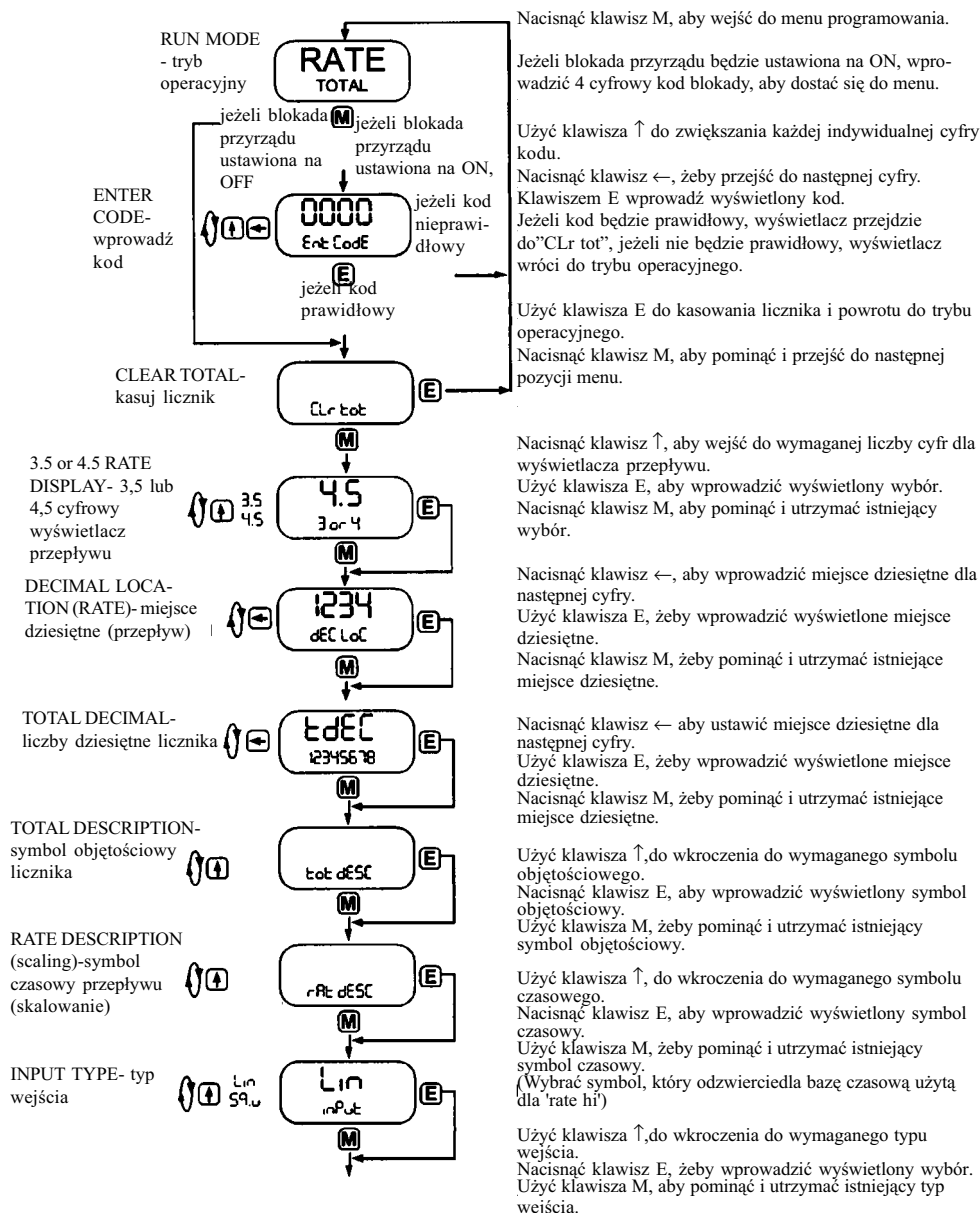 Nacisnąć klawisz M, aby wejść do menu programowania.
RUN MODE
- tryb
operacyjny
RATE
TOTAL
Jeżeli blokada przyrządu będzie ustawiona na ON, wpro-
wadzić 4 cyfrowy kod blokady, aby dostać się do menu.
M
jeżeli blokada
przyrządu
ustawiona na
OFF
jeżeli blokada
przyrządu
ustawiona na ON,
Użyć klawisza ↑ do zwiększania każdej indywidualnej cyfry
kodu.
Nacisnąć klawisz ←, żeby przejść do następnej cyfry.
Klawiszem E wprowadź wyświetlony kod.
Jeżeli kod będzie prawidłowy, wyświetlacz przejdzie
do”CLr tot”, jeżeli nie będzie prawidłowy, wyświetlacz
wróci do trybu operacyjnego.
ENTER
CODE-
wprowadź
kod
0000
Ent CodE
jeżeli kod
nieprawi-
dłowy
E
jeżeli kod
prawidłowy
Użyć klawisza E do kasowania licznika i powrotu do trybu
operacyjnego.
Nacisnąć klawisz M, aby pominąć i przejść do następnej
pozycji menu.
CLEAR TOTAL-
kasuj licznik
CLr tot
E
M
Nacisnąć klawisz ↑, aby wejść do wymaganej liczby cyfr dla
wyświetlacza przepływu.
Użyć klawisza E, aby wprowadzić wyświetlony wybór.
Nacisnąć klawisz M, aby pominąć i utrzymać istniejący
wybór.
3.5 or 4.5 RATE
DISPLAY- 3,5 lub
4,5 cyfrowy
wyświetlacz
przepływu
3.5
4.5
4.5
3 or 4
E
M
Nacisnąć klawisz ←, aby wprowadzić miejsce dziesiętne dla
następnej cyfry.
Użyć klawisza E, żeby wprowadzić wyświetlone miejsce
dziesiętne.
Nacisnąć klawisz M, żeby pominąć i utrzymać istniejące
miejsce dziesiętne.
DECIMAL LOCA-
TION (RATE)- miejsce
dziesiętne (przepływ)
1234
dEC LoC
E
M
TOTAL DECIMAL-
liczby dziesiętne licznika
tdEC
12345678
E
M
Nacisnąć klawisz ← aby ustawić miejsce dziesiętne dla
następnej cyfry.
Użyć klawisza E, żeby wprowadzić wyświetlone miejsce
dziesiętne.
Nacisnąć klawisz M, żeby pominąć i utrzymać istniejące
miejsce dziesiętne.
TOTAL DESCRIPTION-
symbol objętościowy
licznika
tot dESC
E
M
Użyć klawisza ↑,do wkroczenia do wymaganego symbolu
objętościowego.
Nacisnąć klawisz E, aby wprowadzić wyświetlony symbol
objętościowy.
Użyć klawisza M, żeby pominąć i utrzymać istniejący
symbol objętościowy.
RATE DESCRIPTION
(scaling)-symbol
czasowy przepływu
(skalowanie)
rAt dESC
E
M
Użyć klawisza ↑, do wkroczenia do wymaganego symbolu
czasowego.
Nacisnąć klawisz E, aby wprowadzić wyświetlony symbol
czasowy.
Użyć klawisza M, żeby pominąć i utrzymać istniejący
symbol czasowy.
(Wybrać symbol, który odzwierciedla bazę czasową użytą
dla 'rate hi')
INPUT TYPE- typ
wejścia
Lin
Sq.u
Lin
inPut
E
M
Użyć klawisza ↑,do wkroczenia do wymaganego typu
wejścia.
Nacisnąć klawisz E, żeby wprowadzić wyświetlony wybór.
Użyć klawisza M, aby pominąć i utrzymać istniejący typ
wejścia.